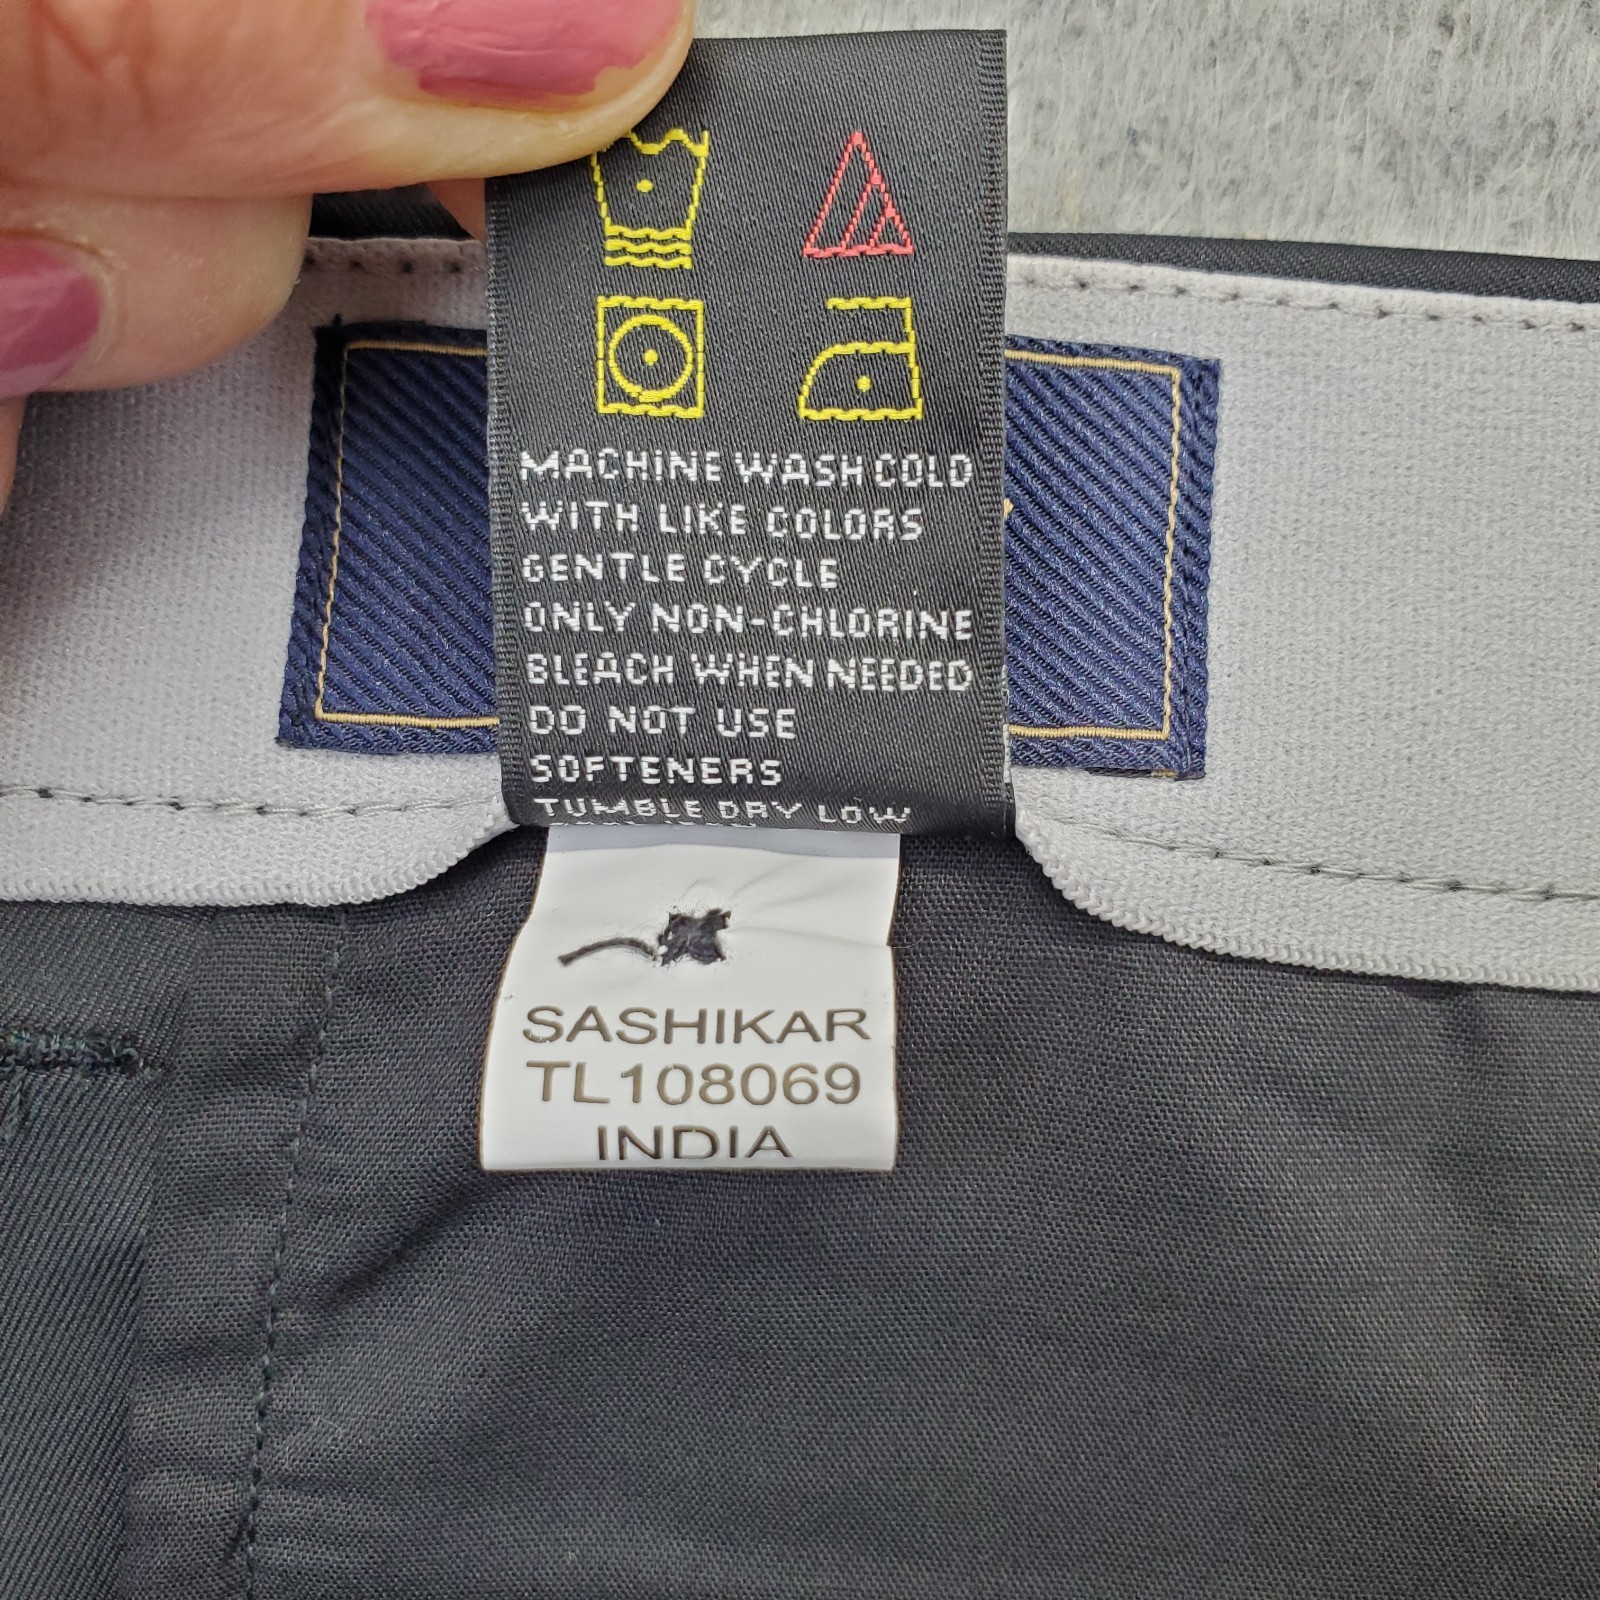 MACHINE WASH COLD
WITH LIKE COLORS
GENTLE CYCLE
ONLY NON-CHLORINE
BLEACH WHEN NEEDED
DO NOT USE
SOFTENERS
TUMBLE DRY LOW
SASHIKAR
TL108069
INDIA